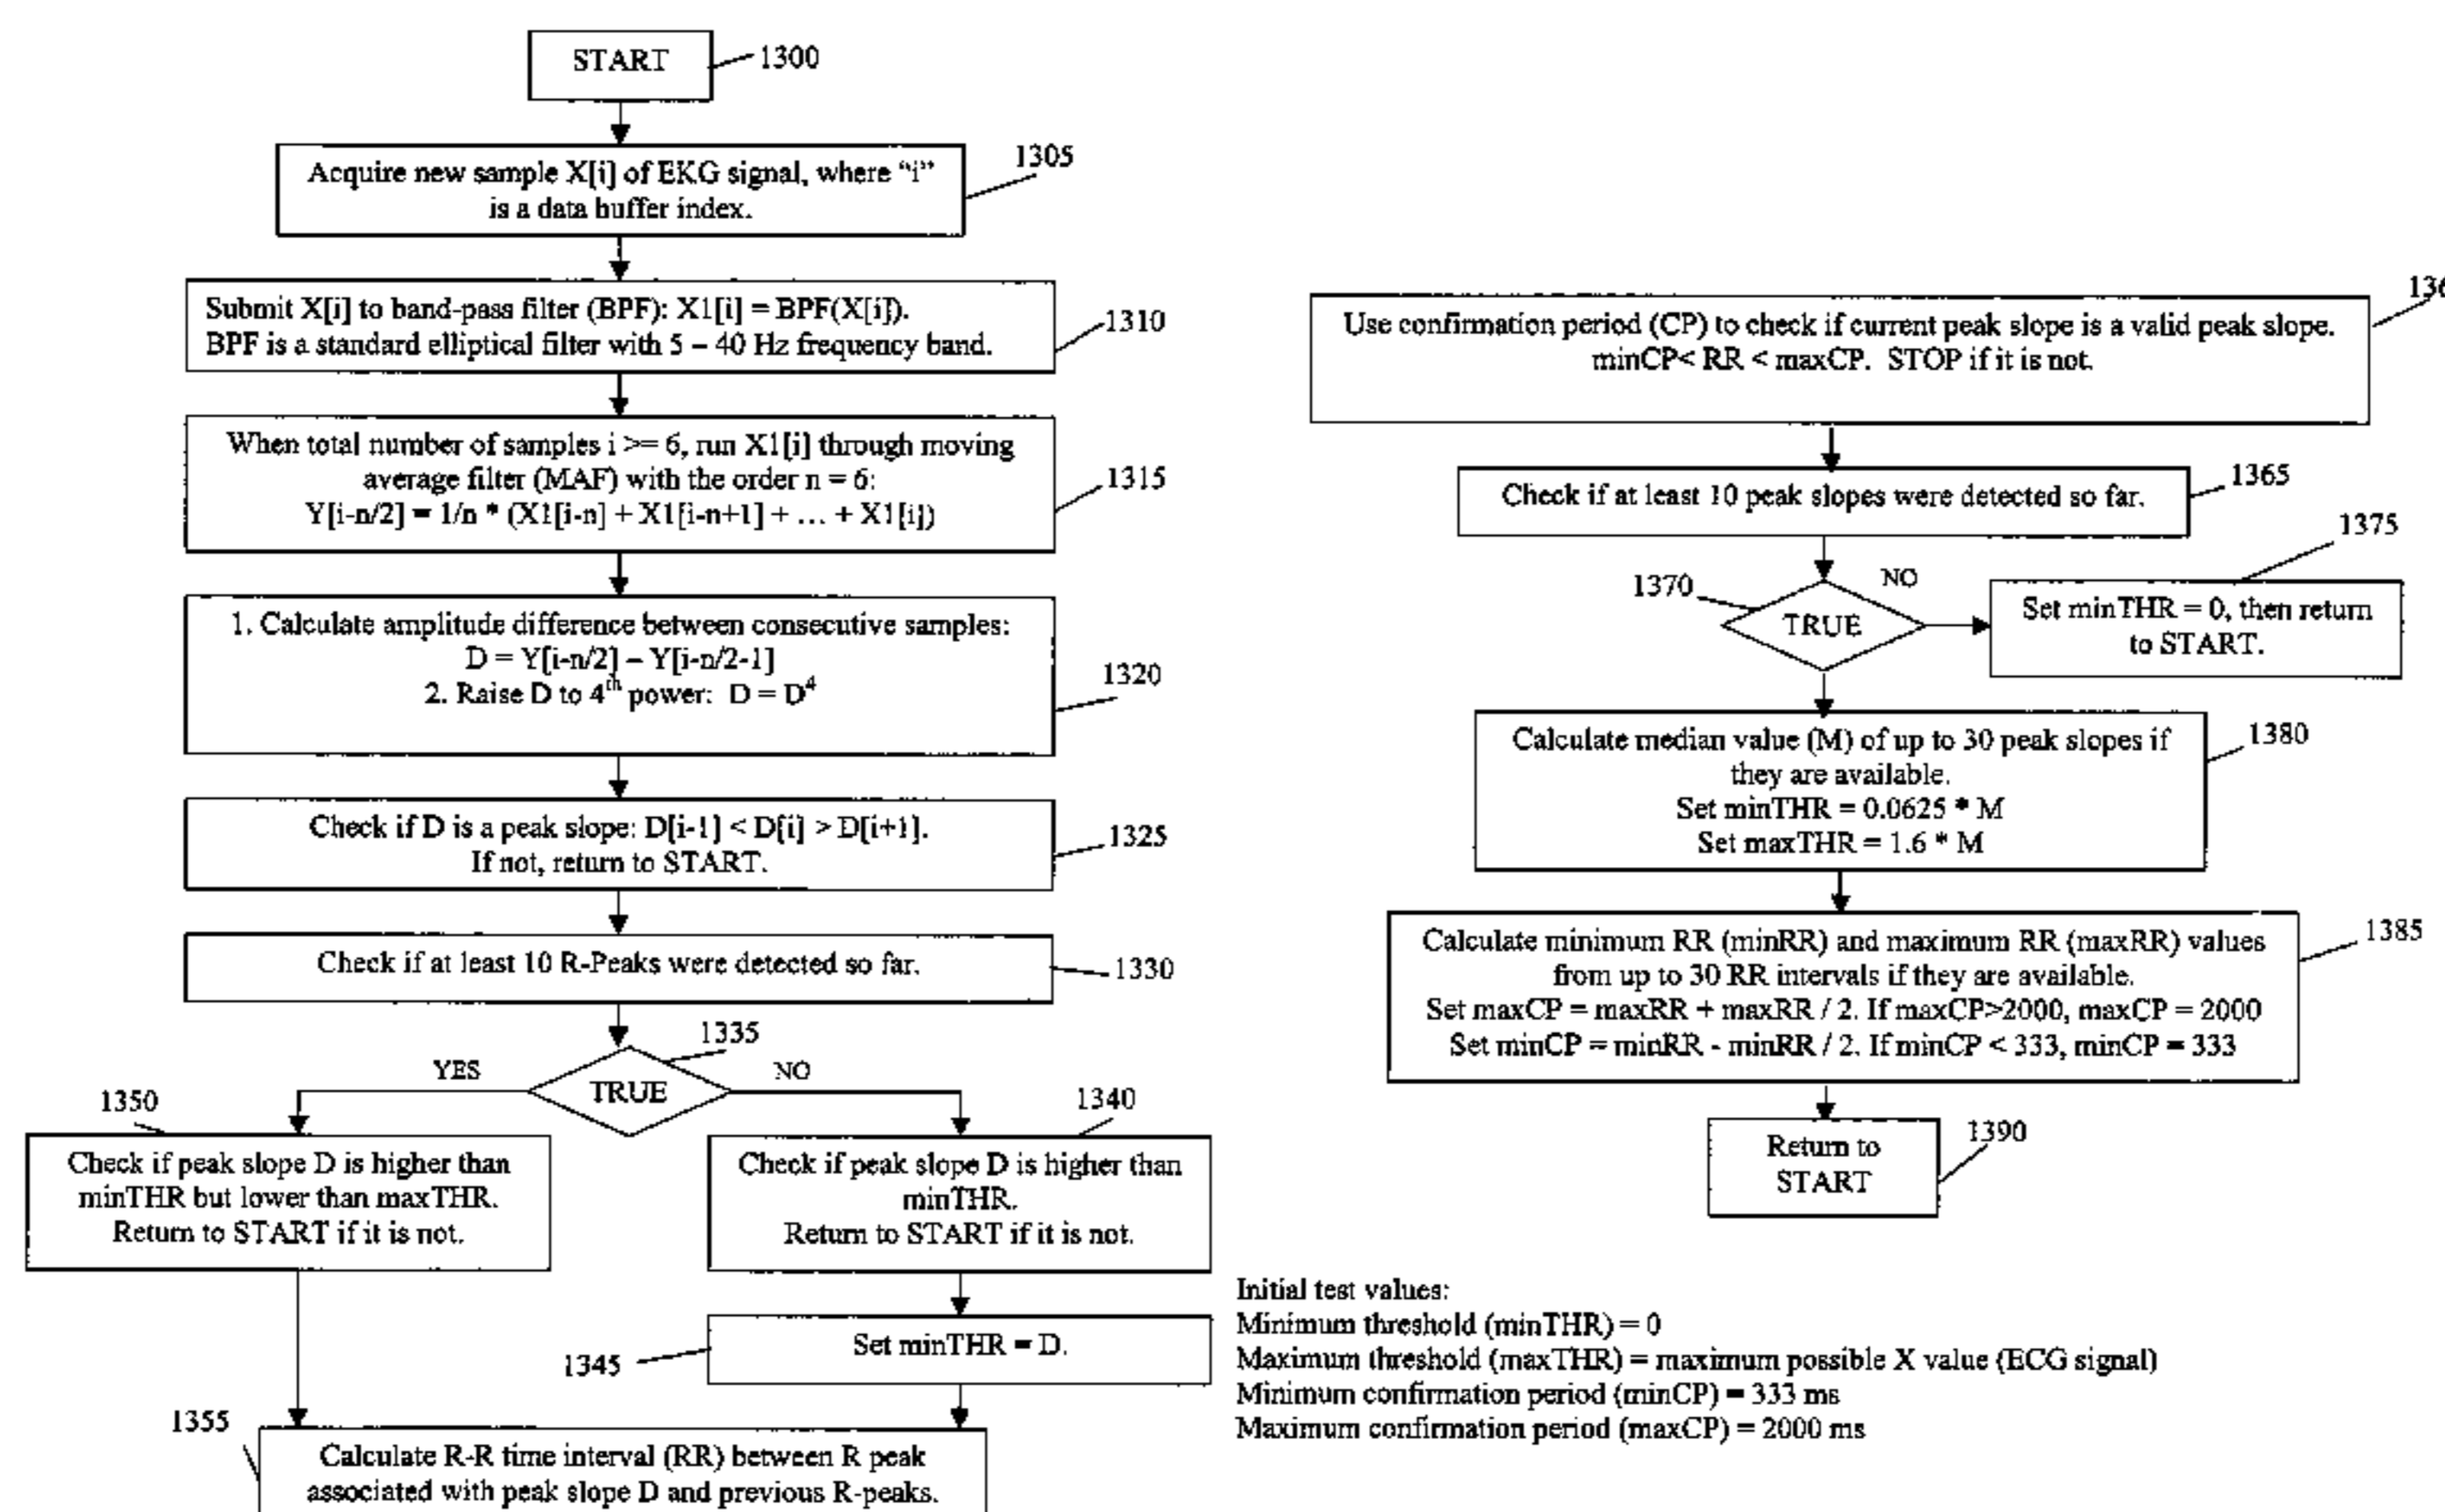 START
1300
Acquire new sample X[i] of EKG signal, where “i”
is a data buffer index.
1305
Submit X[i] to band-pass filter (BPF): X1[i] = BPF(X[i]).
BPF is a standard elliptical filter with 5 – 40 Hz frequency band.
1310
When total number of samples i >= 6, run X1[i] through moving
average filter (MAF) with the order n = 6:
Y[i-n/2] = 1/n * (X1[i-n] + X1[i-n+1] + … + X1[i])
1315
1. Calculate amplitude difference between consecutive samples:
D = Y[i-n/2] – Y[i-n/2-1]
2. Raise D to 4th power: D = D4
1320
Check if D is a peak slope: D[i-1] < D[i] > D[i+1].
If not, return to START.
1325
Check if at least 10 R-Peaks were detected so far.
1330
1335
YES
TRUE
NO
1350
Check if peak slope D is higher than
minTHR but lower than maxTHR.
Return to START if it is not.
1340
Check if peak slope D is higher than
minTHR.
Return to START if it is not.
Set minTHR = D.
1345
1355
Calculate R-R time interval (RR) between R peak
associated with peak slope D and previous R-peaks.
Use confirmation period (CP) to check if current peak slope is a valid peak slope.
minCP< RR < maxCP. STOP if it is not.
Check if at least 10 peak slopes were detected so far.
1365
1370
TRUE
NO
1375
Set minTHR = 0, then return
to START.
Calculate median value (M) of up to 30 peak slopes if
they are available.
Set minTHR = 0.0625 * M
Set maxTHR = 1.6 * M
1380
Calculate minimum RR (minRR) and maximum RR (maxRR) values
from up to 30 RR intervals if they are available.
Set maxCP = maxRR + maxRR / 2. If maxCP>2000, maxCP = 2000
Set minCP = minRR - minRR / 2. If minCP < 333, minCP = 333
1385
Return to
START
1390
Initial test values:
Minimum threshold (minTHR) = 0
Maximum threshold (maxTHR) = maximum possible X value (ECG signal)
Minimum confirmation period (minCP) = 333 ms
Maximum confirmation period (maxCP) = 2000 ms